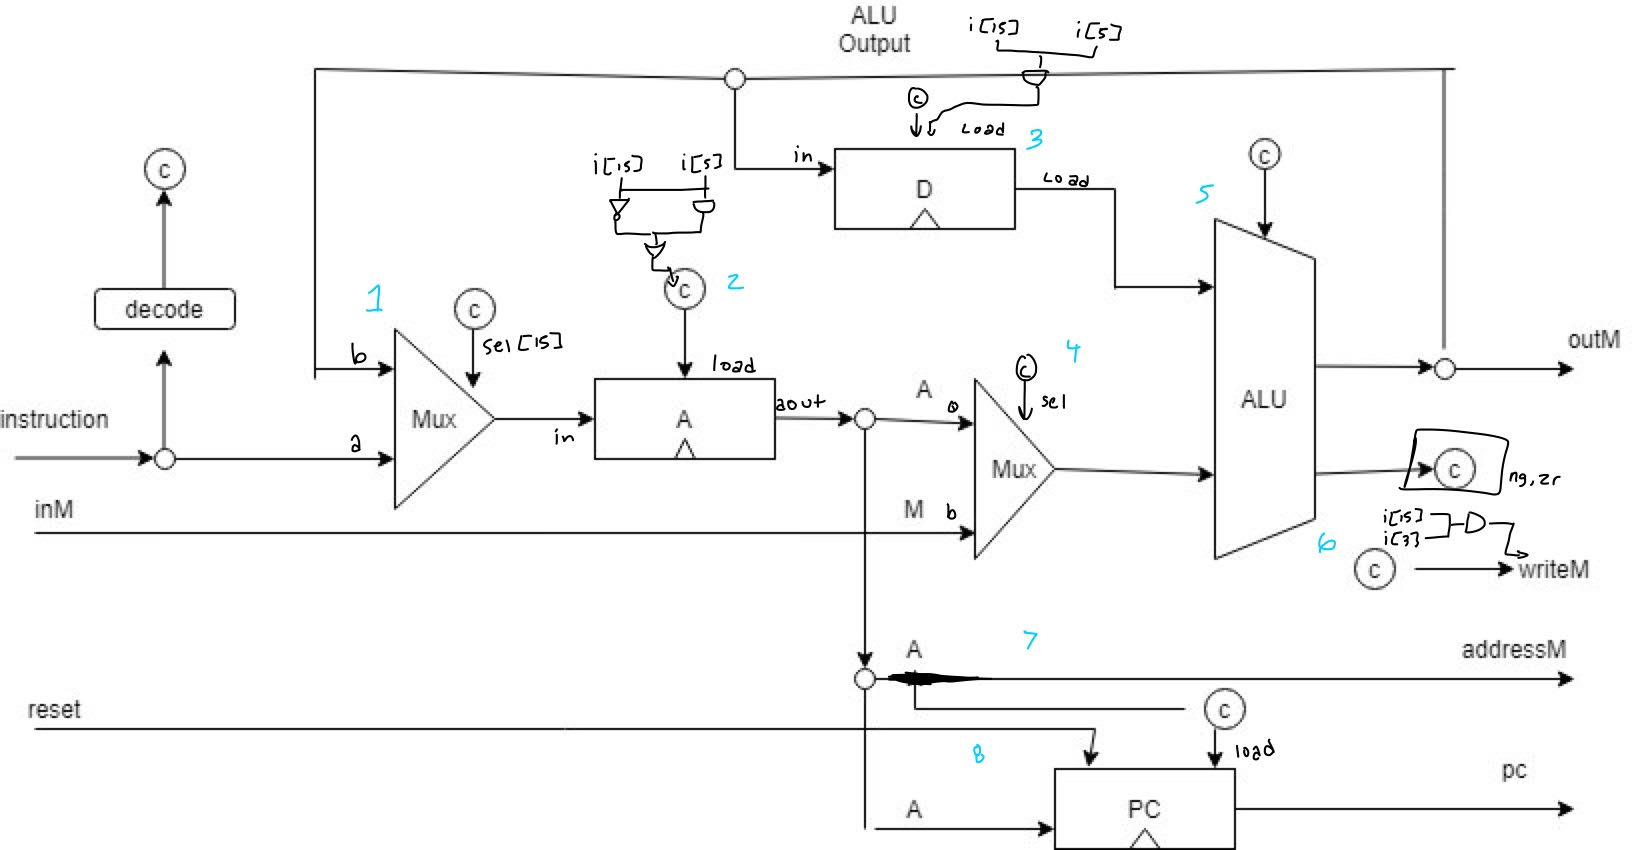 ALU
Output
i[15]
i[5]
c
Load
3
in
D
Load
c
5
i[15]
i[5]
c
2
c
decode
1
c
sel [15]
b
load
4
c
sel
outM
instruction
Mux
in
A
aout
A
a
Mux
ALU
a
c
ng, zr
inM
M
b
i[15]
i[3]
6
c
writeM
7
A
addressM
reset
c
8
load
pc
A
PC